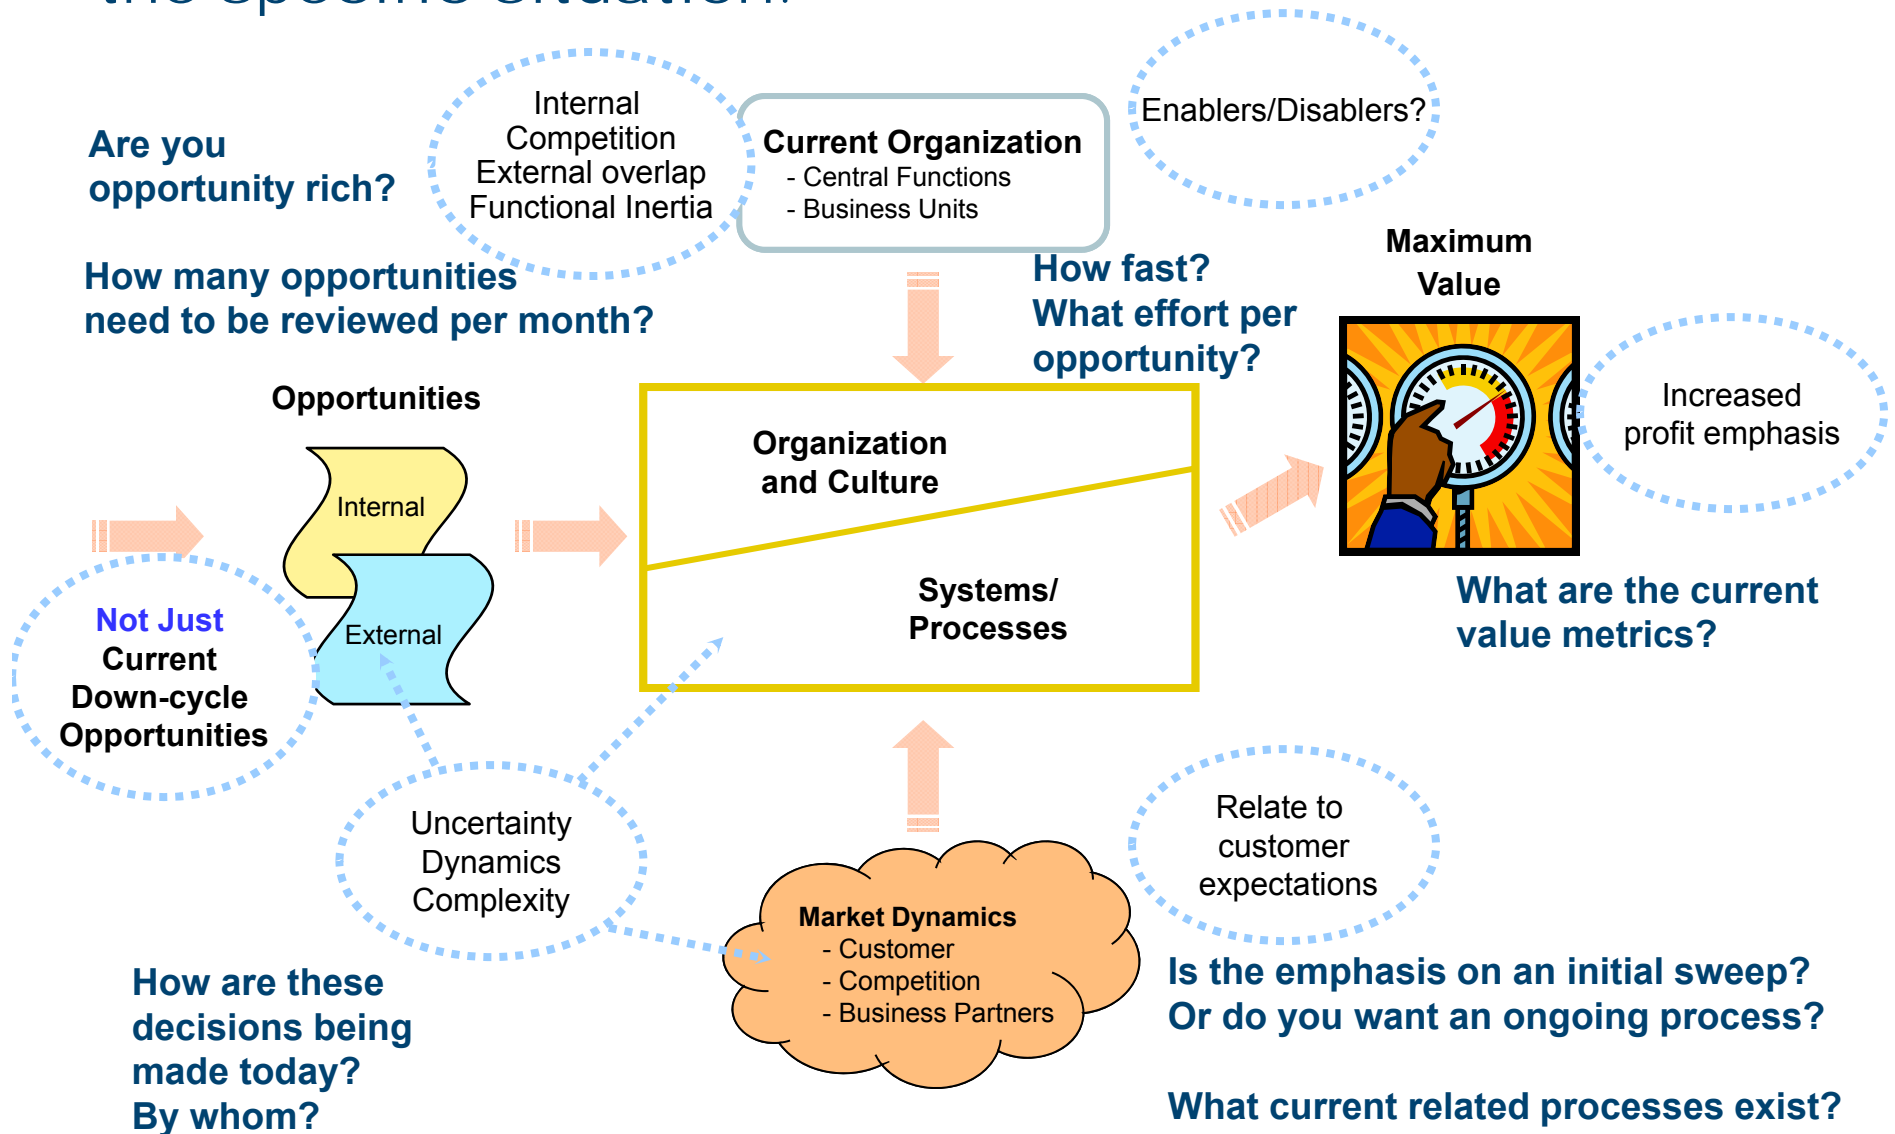 the specific situation.
Internal
Competition
External overlap
Functional Inertia
Current Organization
- Central Functions
- Business Units
Enablers/Disablers?
Are you
opportunity rich?
How many opportunities
need to be reviewed per month?
How fast?
What effort per
opportunity?
Maximum
Value
Increased
profit emphasis
Opportunities
Internal
External
Organization
and Culture
Systems/
Processes
What are the current
value metrics?
Not Just
Current
Down-cycle
Opportunities
Uncertainty
Dynamics
Complexity
Relate to
customer
expectations
Market Dynamics
- Customer
- Competition
- Business Partners
How are these
decisions being
made today?
By whom?
Is the emphasis on an initial sweep?
Or do you want an ongoing process?
What current related processes exist?